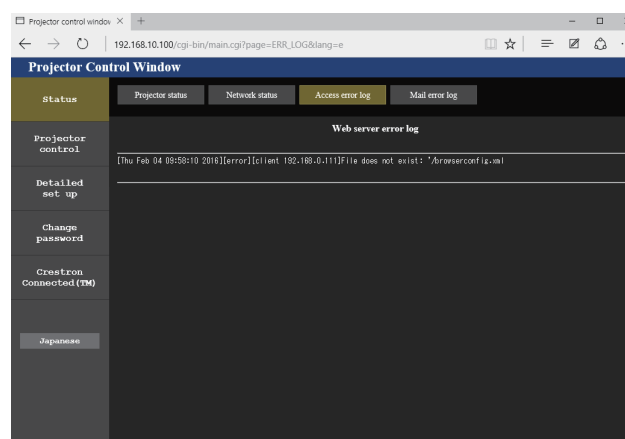 Projector control window
192.168.10.100/cgi-bin/main.cgi?page=ERR_LOG&lang=e
Projector Control Window
Status
Projector status
Network status
Access error log
Mail error log
Web server error log
[Thu Feb 04 09:58:10 2016][error][client 192.168.0.111]File does not exist: '/browserconfig.xml
Projector
control
Detailed
set up
Change
password
Crestron
Connected(TM)
Japanese